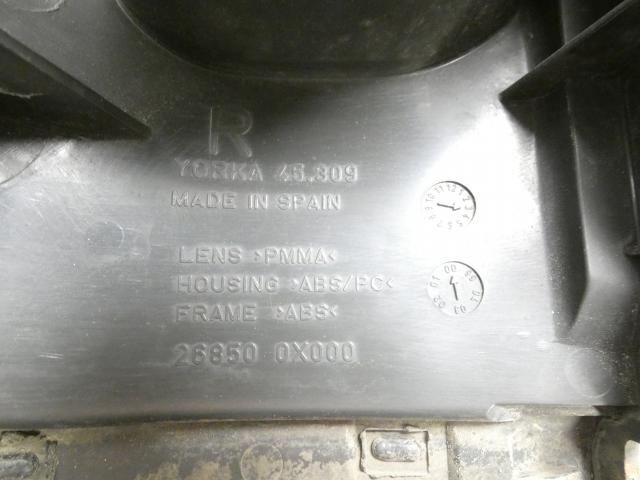 R
YORKA 45.809
MADE IN SPAIN
LENS >PMMA<
HOUSING >ABS/PC<
FRAME >ABS<
26850 0X000